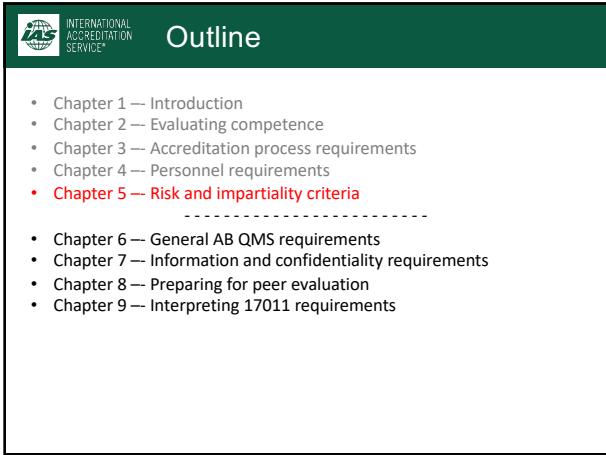 IAS
INTERNATIONAL
ACCREDITATION
SERVICE®
Outline
• Chapter 1 –- Introduction
• Chapter 2 –- Evaluating competence
• Chapter 3 –- Accreditation process requirements
• Chapter 4 –- Personnel requirements
• Chapter 5 –- Risk and impartiality criteria
- - - - - - - - - - - - - - - - - - - - - - - - -
• Chapter 6 –- General AB QMS requirements
• Chapter 7 –- Information and confidentiality requirements
• Chapter 8 –- Preparing for peer evaluation
• Chapter 9 –- Interpreting 17011 requirements